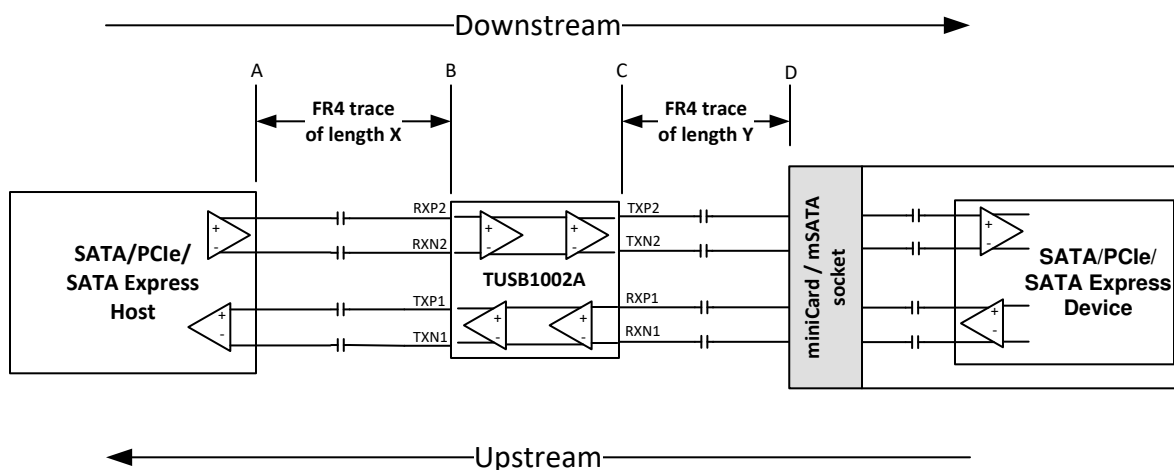 Downstream
A
B
C
D
FR4 trace
of length X
FR4 trace
of length Y
SATA/PCIe/
SATA Express
Host
RXP2
RXN2
TXP1
TXN1
+
-
+
-
TUSB1002A
+
-
+
-
+
-
+
-
TXP2
TXN2
RXP1
RXN1
miniCard / mSATA
socket
+
-
+
-
SATA/PCIe/
SATA Express
Device
Upstream